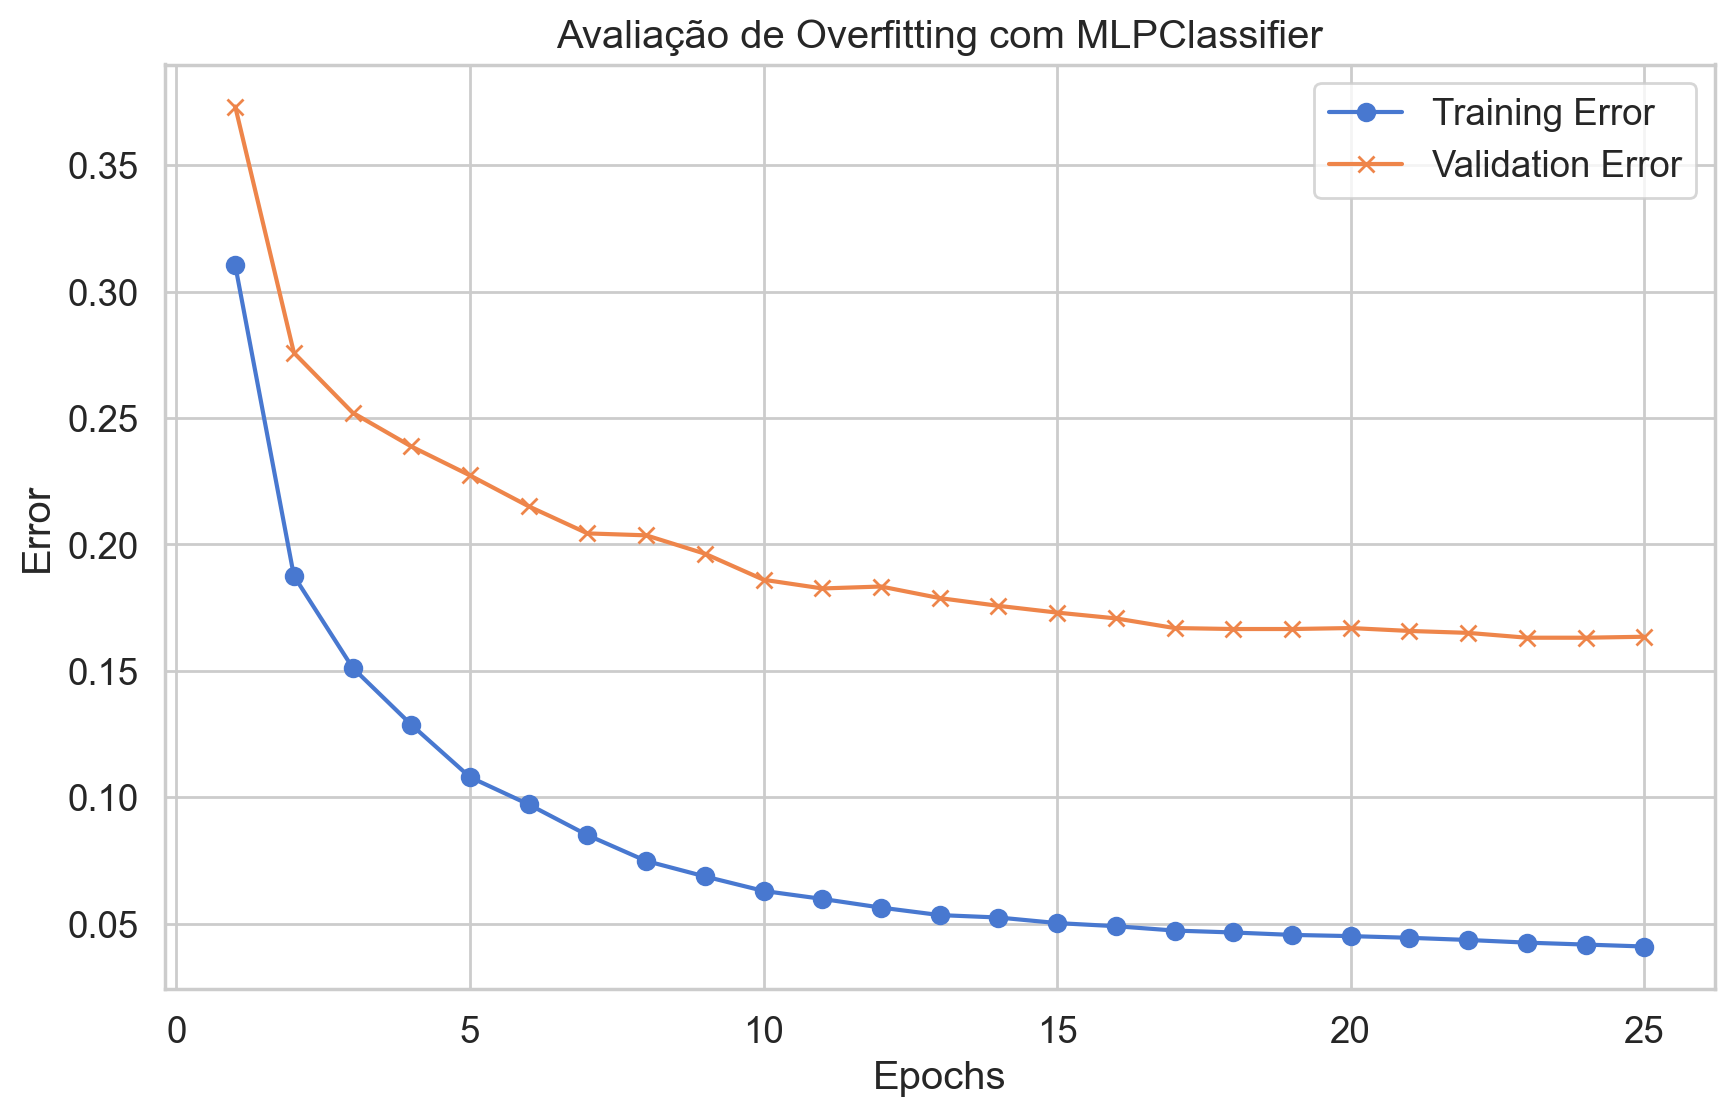 Avaliação de Overfitting com MLPClassifier
Training Error
Validation Error
Error
0.35
0.30
0.25
0.20
0.15
0.10
0.05
0 5 10 15 20 25
Epochs